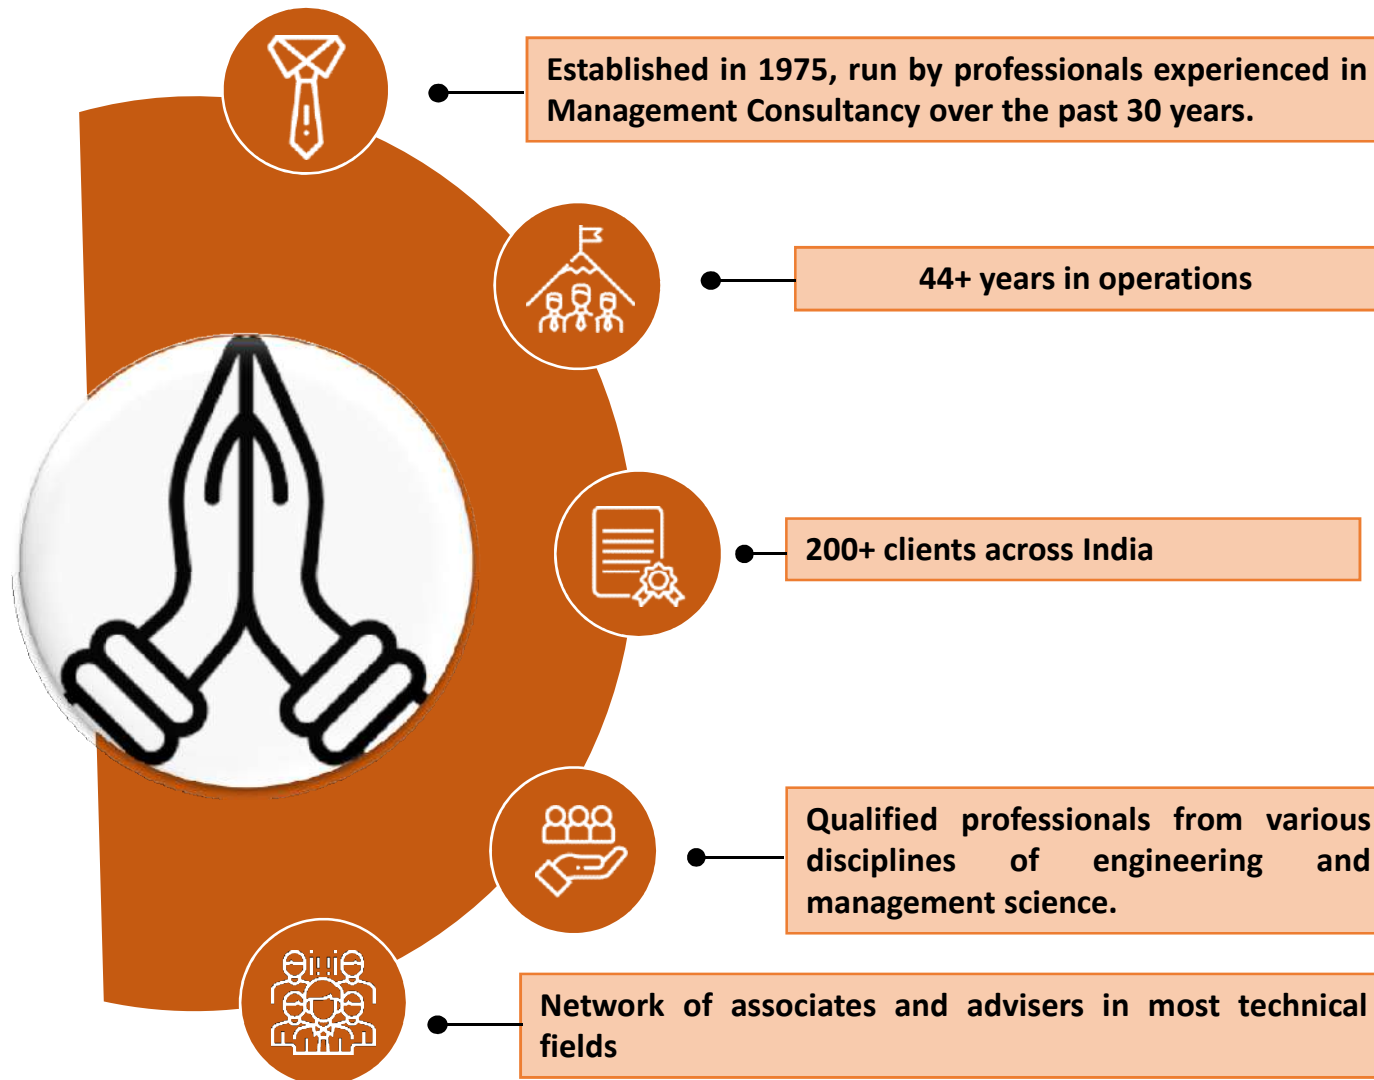 Established in 1975, run by professionals experienced in
Management Consultancy over the past 30 years.
44+ years in operations
200+ clients across India
Qualified professionals from various
disciplines of engineering and
management science.
Network of associates and advisers in most technical
fields